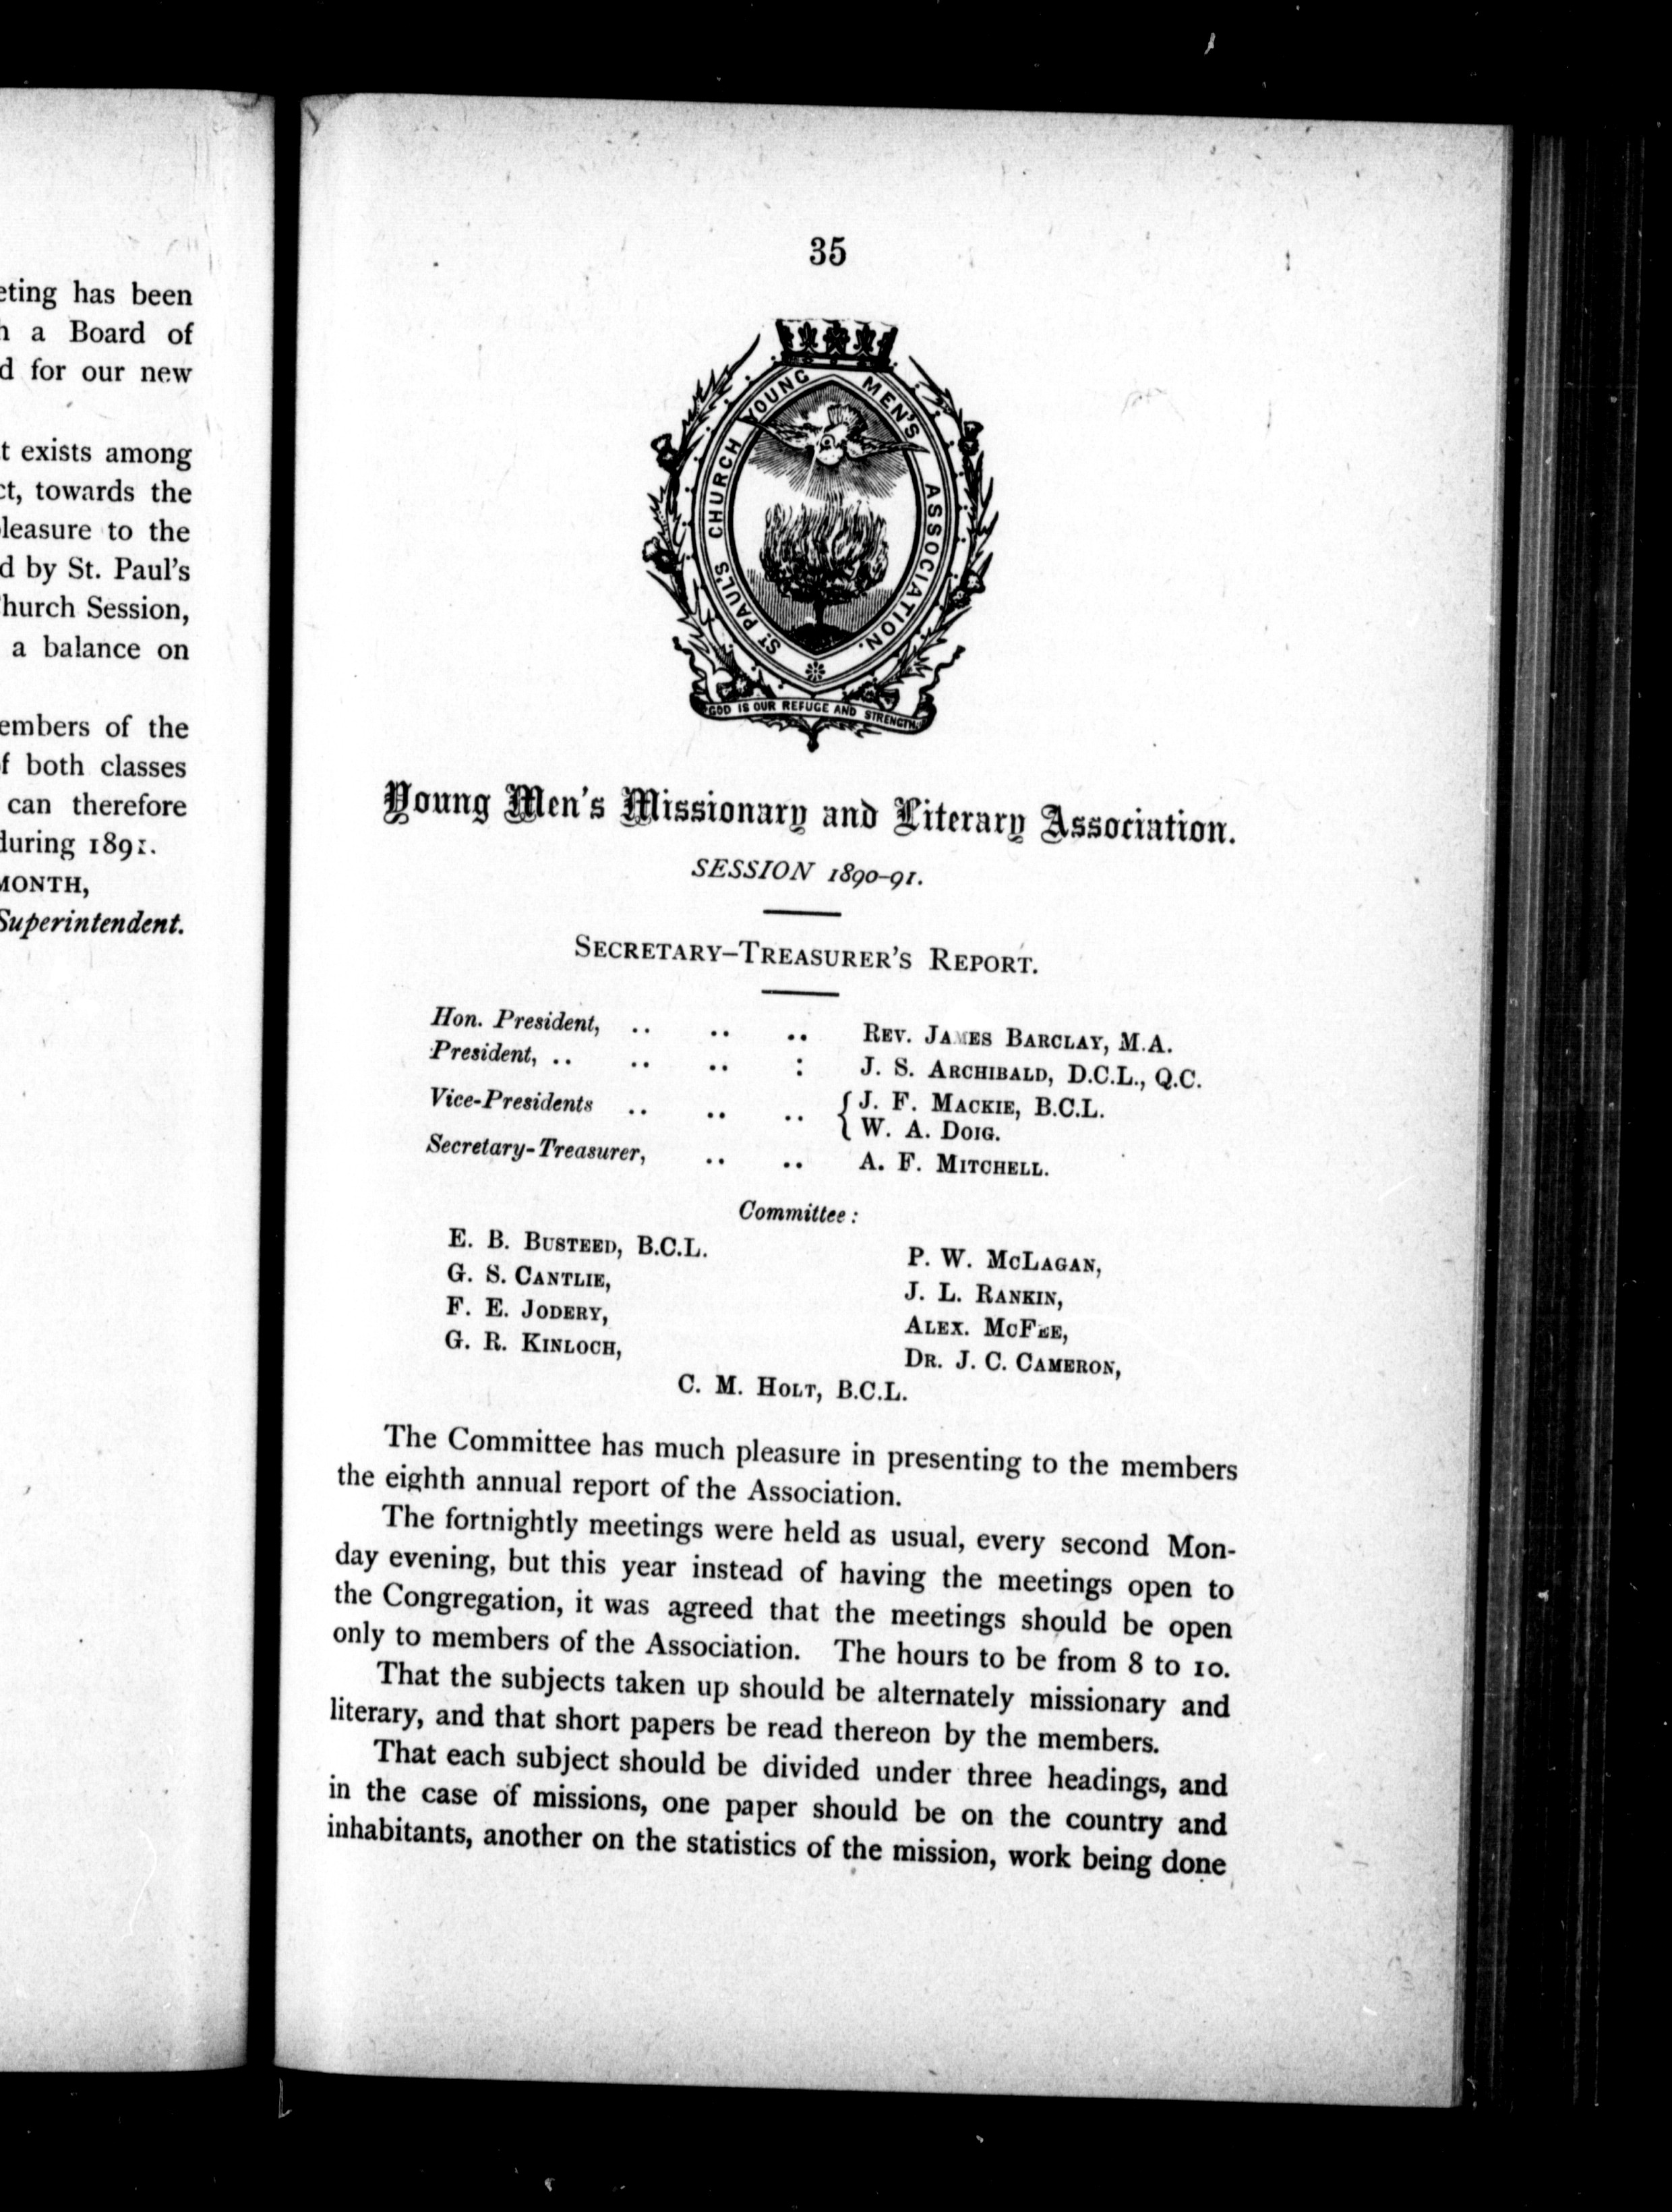 eting has been
a Board of
d for our new
t exists among
ct, towards the
pleasure to the
d by St. Paul's
Church Session,
a balance on
embers of the
f both classes
can therefore
during 1891.
MONTH,
Superintendent.
35
ST. PAUL'S CHURCH YOUNG MEN'S ASSOCIATION.
GOD IS OUR REFUGE AND STRENGTH
Young Men's Missionary and Literary Association.
SESSION 1890-91.
SECRETARY-TREASURER'S REPORT.
Hon. President, .. .. .. REV. JAMES BARCLAY, M.A.
President, .. .. .. : J. S. ARCHIBALD, D.C.L., Q.C.
Vice-Presidents .. .. .. { J. F. MACKIE, B.C.L.
W. A. DOIG.
Secretary-Treasurer, .. .. A. F. MITCHELL.
Committee:
E. B. BUSTEED, B.C.L. P. W. MCLAGAN,
G. S. CANTLIE, J. L. RANKIN,
F. E. JODERY, ALEX. MCFEE,
G. R. KINLOCH, DR. J. C. CAMERON,
C. M. HOLT, B.C.L.
The Committee has much pleasure in presenting to the members
the eighth annual report of the Association.
The fortnightly meetings were held as usual, every second Mon-
day evening, but this year instead of having the meetings open to
the Congregation, it was agreed that the meetings should be open
only to members of the Association. The hours to be from 8 to 10.
That the subjects taken up should be alternately missionary and
literary, and that short papers be read thereon by the members.
That each subject should be divided under three headings, and
in the case of missions, one paper should be on the country and
inhabitants, another on the statistics of the mission, work being done